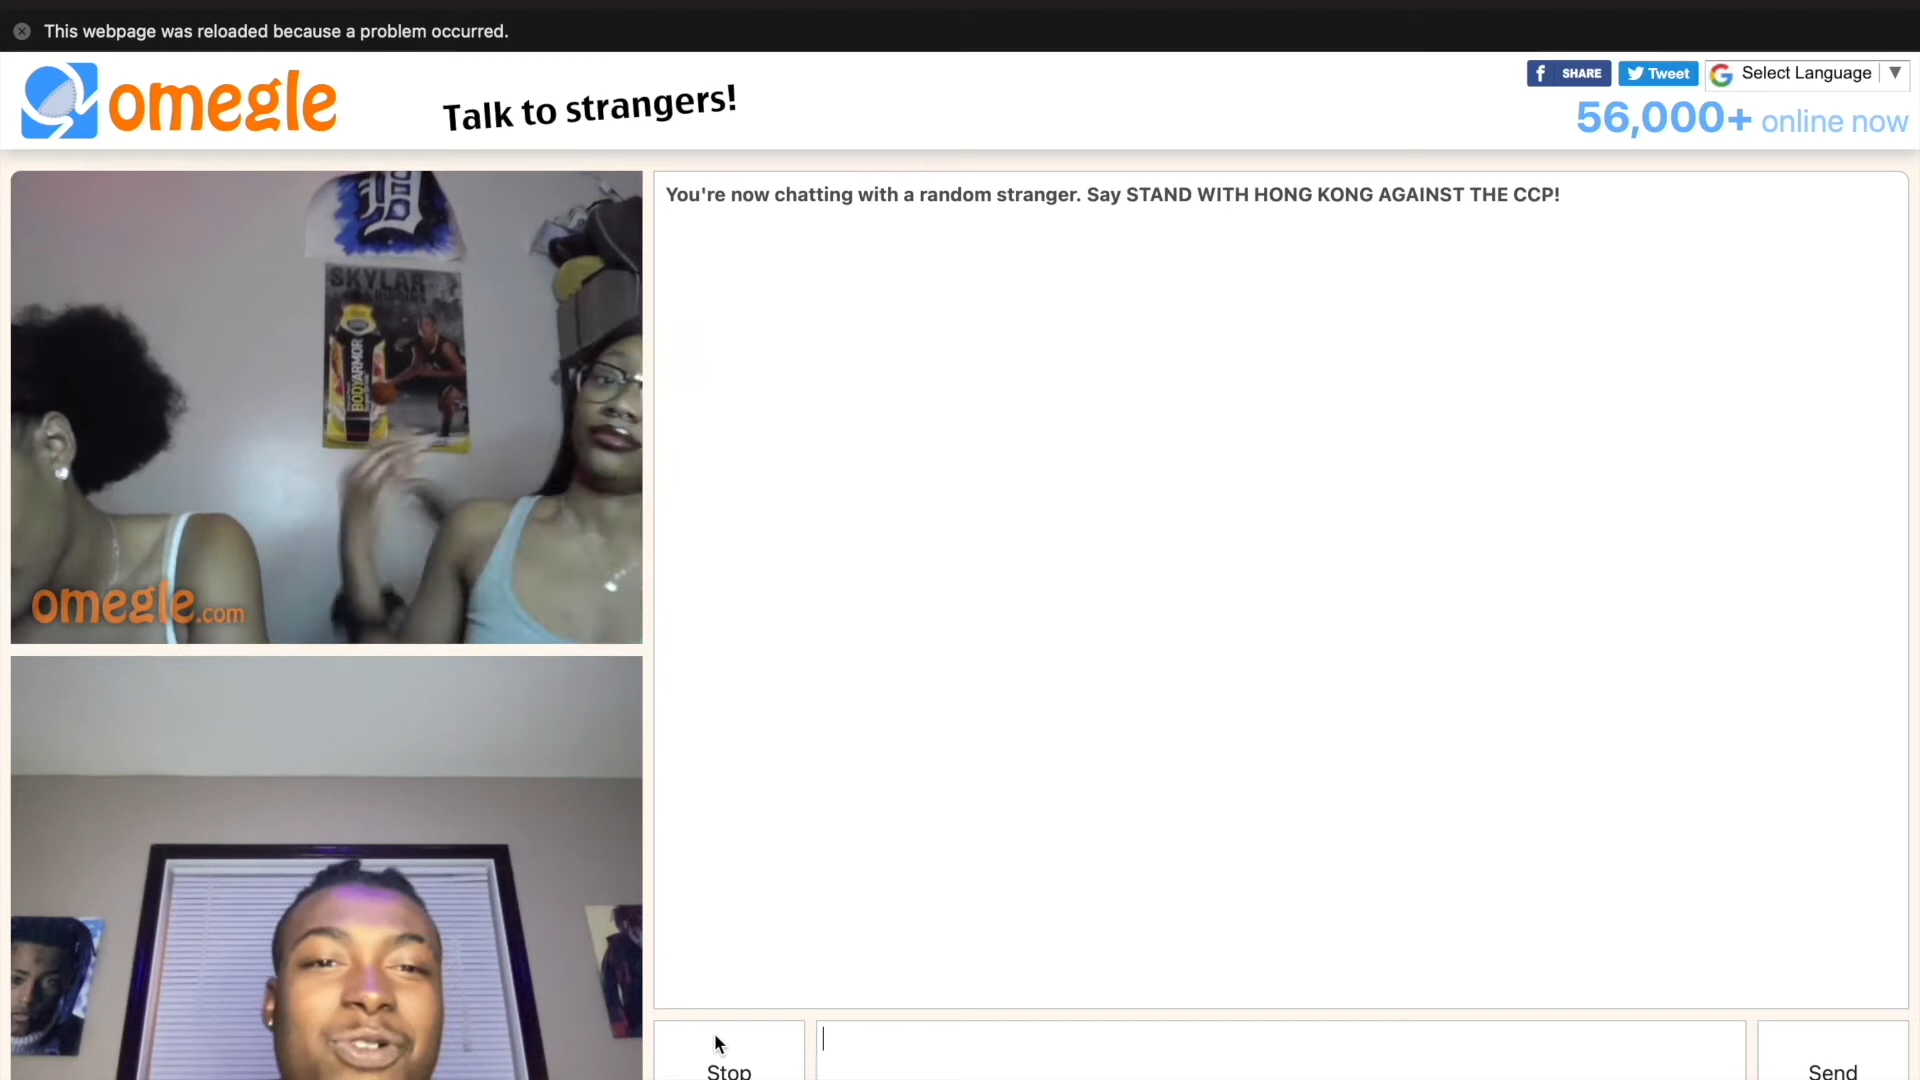 This webpage was reloaded because a problem occurred.
omegle
Talk to strangers!
f SHARE
Tweet
G Select Language ▼
56,000+ online now
You're now chatting with a random stranger. Say STAND WITH HONG KONG AGAINST THE CCP!
SKYLAR
BODYARMOR
omegle.com
Stop
Send